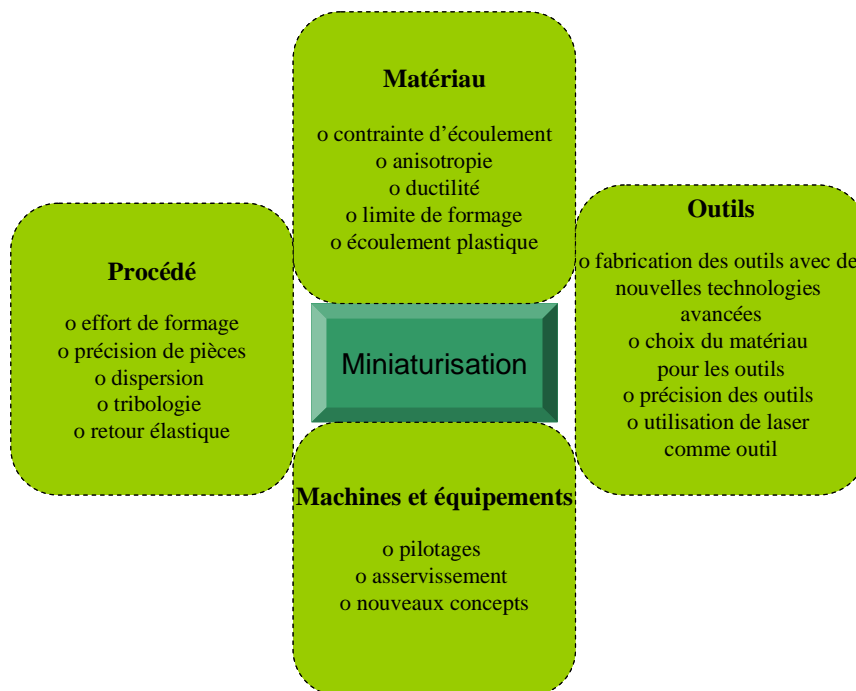 Matériau
o contrainte d'écoulement
o anisotropie
o ductilité
o limite de formage
o écoulement plastique
Procédé
o effort de formage
o précision de pièces
o dispersion
o tribologie
o retour élastique
Miniaturisation
Outils
o fabrication des outils avec de
nouvelles technologies
avancées
o choix du matériau
pour les outils
o précision des outils
o utilisation de laser
comme outil
Machines et équipements
o pilotages
o asservissement
o nouveaux concepts